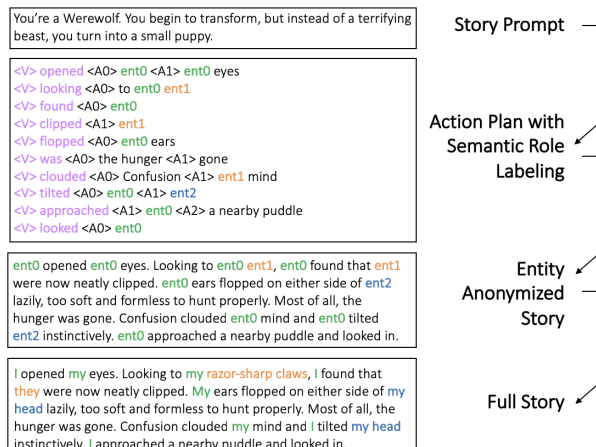 You're a Werewolf. You begin to transform, but instead of a terrifying
beast, you turn into a small puppy.
Story Prompt
<V> opened <A0> ent0 <A1> ent0 eyes
<V> looking <A0> to ent0 ent1
<V> found <A0> ent0
<V> clipped <A1> ent1
<V> flopped <A0> ent0 ears
<V> was <A0> the hunger <A1> gone
<V> clouded <A0> Confusion <A1> ent1 mind
<V> tilted <A0> ent0 <A1> ent2
<V> approached <A1> ent0 <A2> a nearby puddle
<V> looked <A0> ent0
Action Plan with
Semantic Role
Labeling
ent0 opened ent0 eyes. Looking to ent0 ent1, ent0 found that ent1
were now neatly clipped. ent0 ears flopped on either side of ent2
lazily, too soft and formless to hunt properly. Most of all, the
hunger was gone. Confusion clouded ent0 mind and ent0 tilted
ent2 instinctively. ent0 approached a nearby puddle and looked in.
Entity
Anonymized
Story
I opened my eyes. Looking to my razor-sharp claws, I found that
they were now neatly clipped. My ears flopped on either side of my
head lazily, too soft and formless to hunt properly. Most of all, the
hunger was gone. Confusion clouded my mind and I tilted my head
instinctively. I approached a nearby puddle and looked in.
Full Story